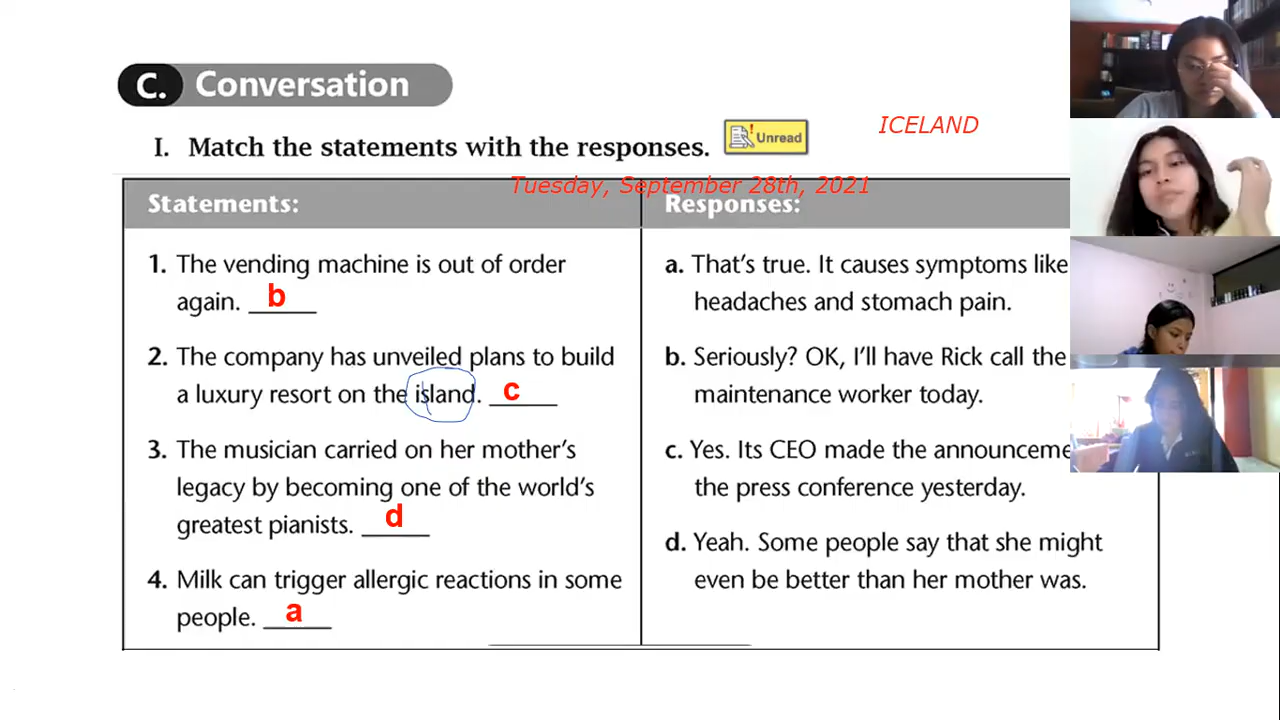 C. Conversation
ICELAND
I. Match the statements with the responses. Unread
Tuesday, September 28th, 2021
Statements:
1. The vending machine is out of order
again. b
2. The company has unveiled plans to build
a luxury resort on the island. c
3. The musician carried on her mother's
legacy by becoming one of the world's
greatest pianists. d
4. Milk can trigger allergic reactions in some
people. a
Responses:
a. That's true. It causes symptoms like
headaches and stomach pain.
b. Seriously? OK, I'll have Rick call the
maintenance worker today.
c. Yes. Its CEO made the announceme
the press conference yesterday.
d. Yeah. Some people say that she might
even be better than her mother was.